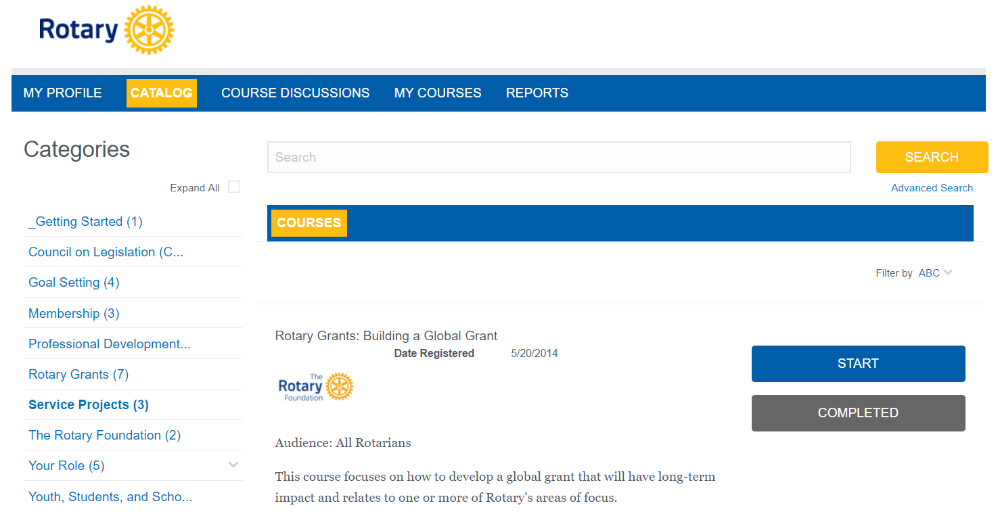 Rotary
MY PROFILE CATALOG COURSE DISCUSSIONS MY COURSES REPORTS
Categories
Expand All
_Getting Started (1)
Council on Legislation (C...
Goal Setting (4)
Membership (3)
Professional Development...
Rotary Grants (7)
Service Projects (3)
The Rotary Foundation (2)
Your Role (5)
Youth, Students, and Scho...
Search
SEARCH
Advanced Search
COURSES
Filter by ABC
Rotary Grants: Building a Global Grant
Date Registered 5/20/2014
The
Rotary
Foundation
START
COMPLETED
Audience: All Rotarians
This course focuses on how to develop a global grant that will have long-term
impact and relates to one or more of Rotary's areas of focus.